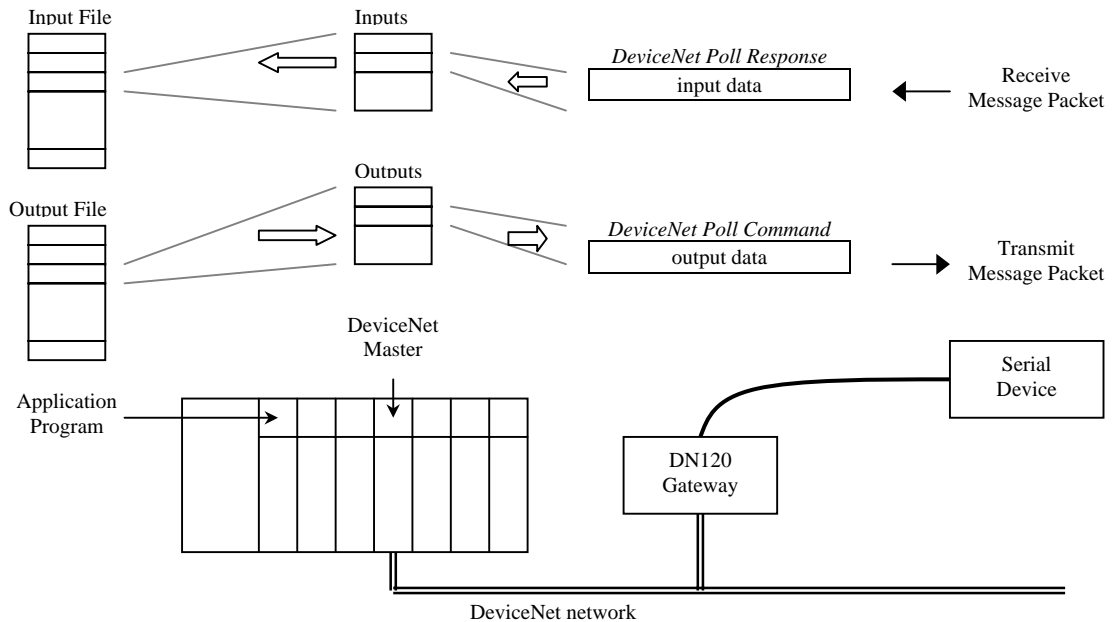 Input File
Inputs
DeviceNet Poll Response
input data
Receive
Message Packet
Outputs
Output File
DeviceNet Poll Command
output data
Transmit
Message Packet
DeviceNet
Master
Serial
Device
Application
Program
DN120
Gateway
DeviceNet network